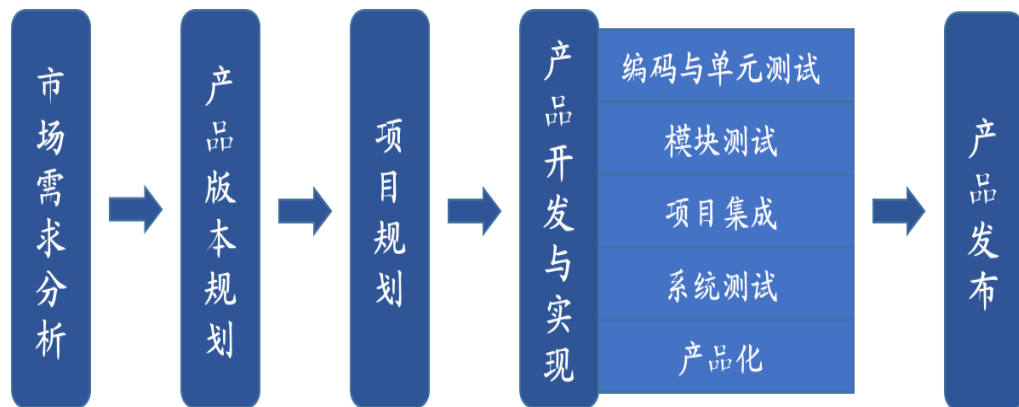 市场需求分析
产品版本规划
项目规划
产品开发与实现
编码与单元测试
模块测试
项目集成
系统测试
产品化
产品发布